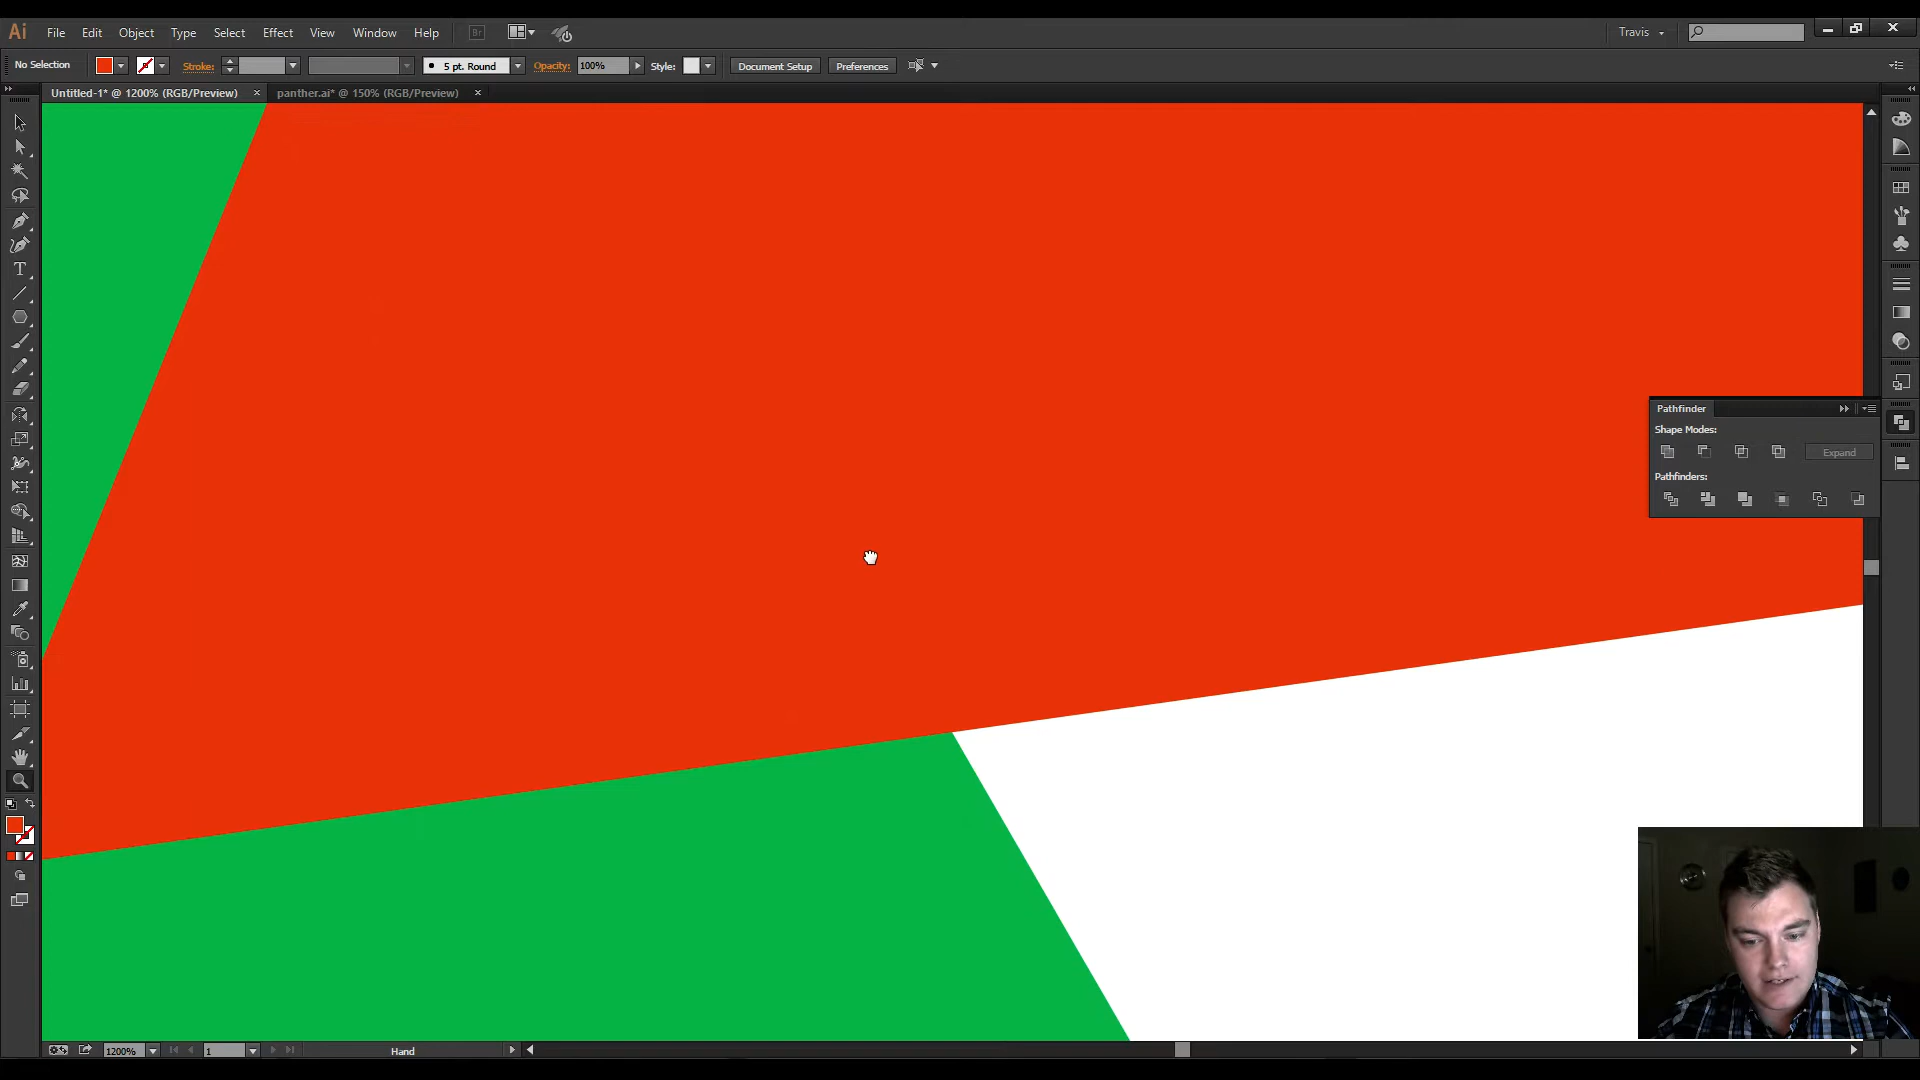 Ai File Edit Object Type Select Effect View Window Help Br Travis
No Selection Stroke: 5 pt. Round Opacity: 100% Style: Document Setup Preferences
Untitled-1* @ 1200% (RGB/Preview) × panther.ai* @ 150% (RGB/Preview) ×
Pathfinder
Shape Modes:
Expand
Pathfinders:
1200% 1 Hand